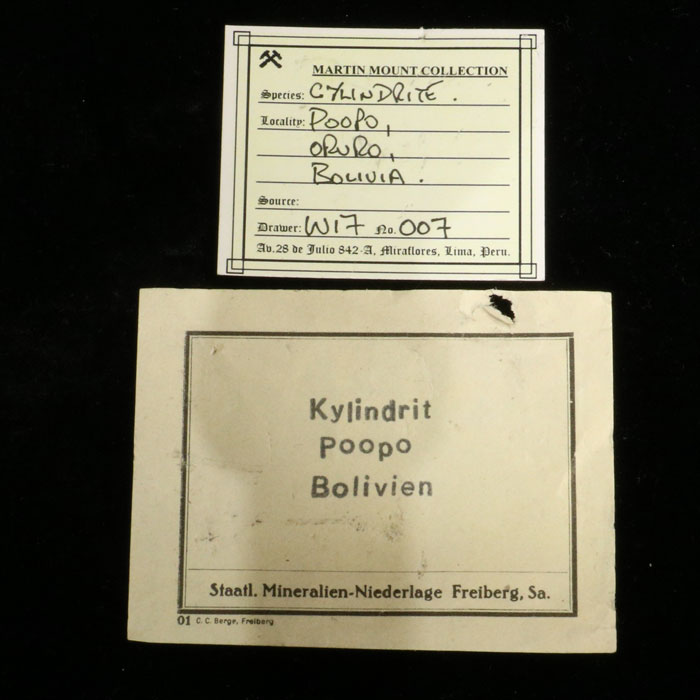 MARTIN MOUNT COLLECTION
Species: CYLINDRITE.
Locality: POOPO,
ORURO,
BOLIVIA.
Source:
Drawer: W17 No. 007
Av. 28 de Julio 842-A, Miraflores, Lima, Peru.
Kylindrit
Poopo
Bolivien
Staatl. Mineralien-Niederlage Freiberg, Sa.
01 C. C. Berge, Freiberg